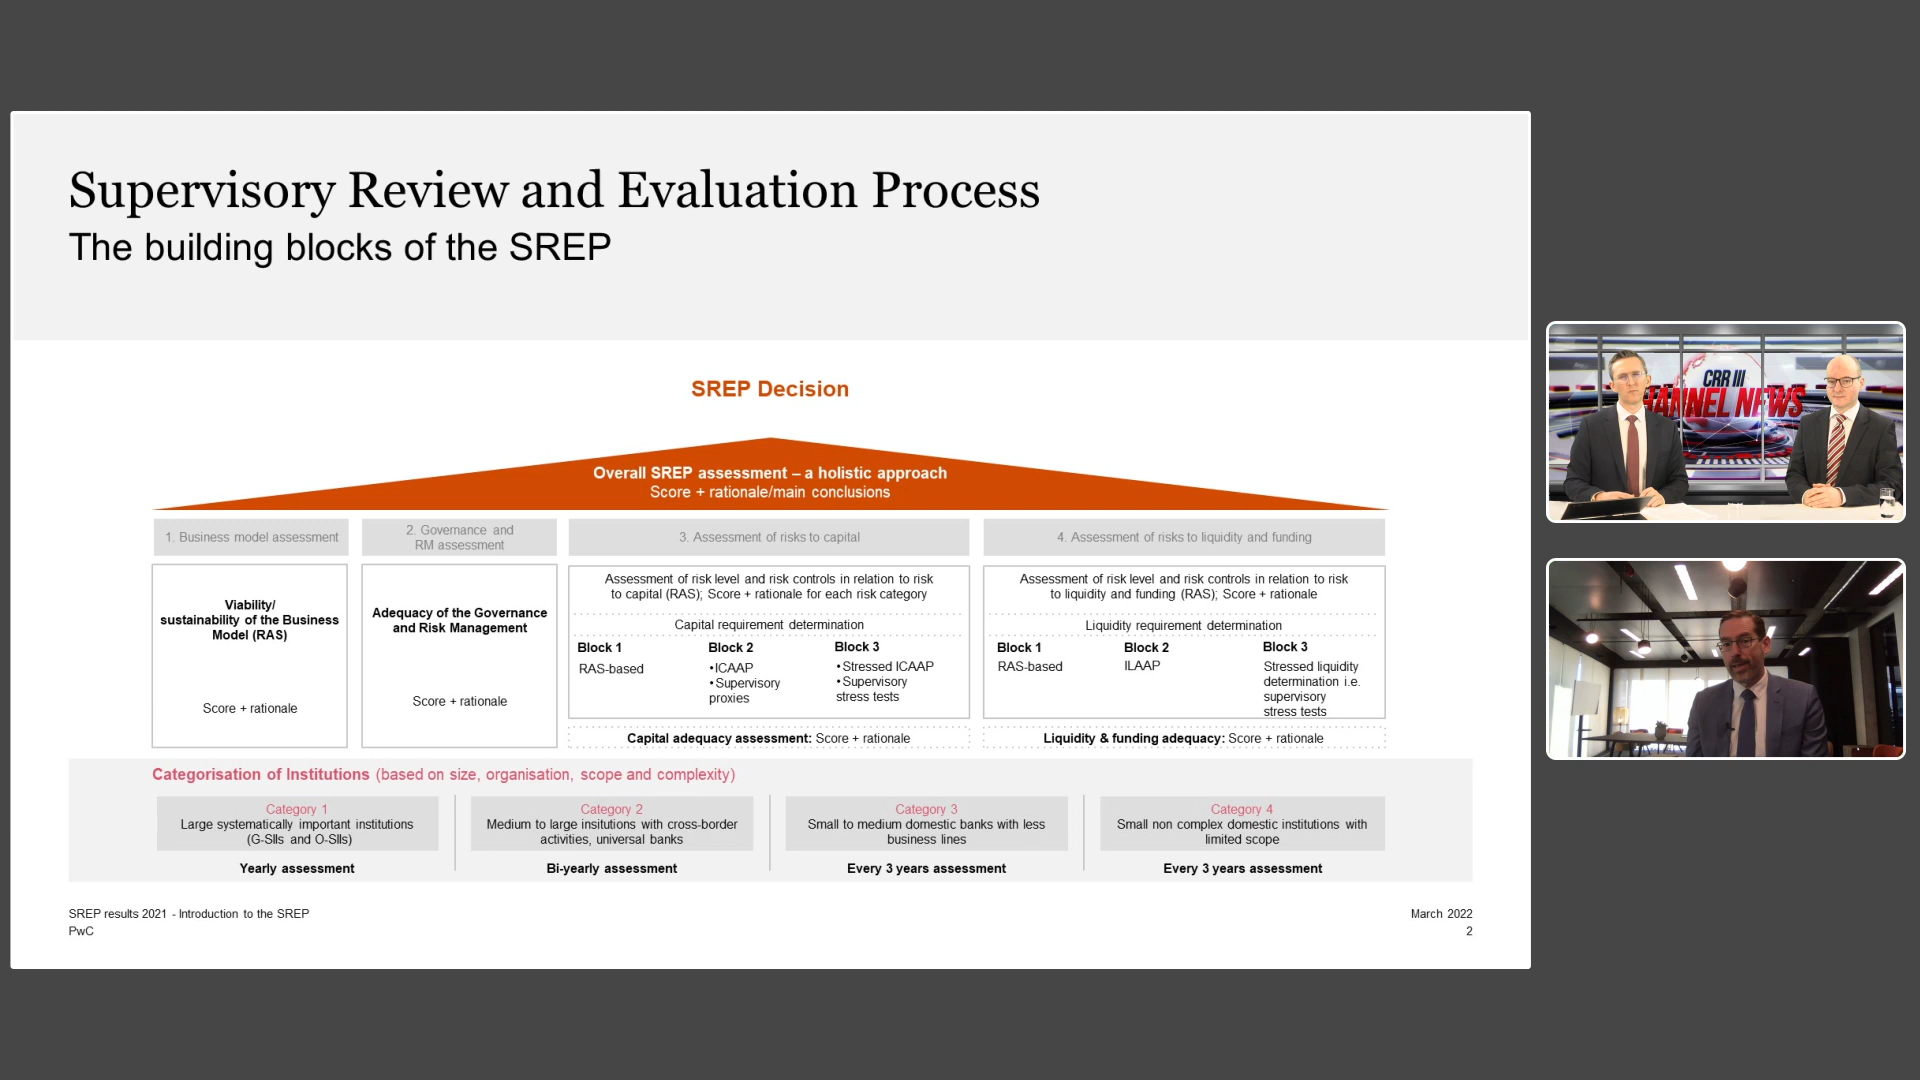 Supervisory Review and Evaluation Process
The building blocks of the SREP
SREP Decision
Overall SREP assessment – a holistic approach
Score + rationale/main conclusions
1. Business model assessment
Viability/
sustainability of the Business
Model (RAS)
Score + rationale
2. Governance and
RM assessment
Adequacy of the Governance
and Risk Management
Score + rationale
3. Assessment of risks to capital
Assessment of risk level and risk controls in relation to risk
to capital (RAS); Score + rationale for each risk category
Capital requirement determination
Block 1
RAS-based
Block 2
•ICAAP
•Supervisory
proxies
Block 3
•Stressed ICAAP
•Supervisory
stress tests
Capital adequacy assessment: Score + rationale
4. Assessment of risks to liquidity and funding
Assessment of risk level and risk controls in relation to risk
to liquidity and funding (RAS); Score + rationale
Liquidity requirement determination
Block 1
RAS-based
Block 2
ILAAP
Block 3
Stressed liquidity
determination i.e.
supervisory
stress tests
Liquidity & funding adequacy: Score + rationale
Categorisation of Institutions (based on size, organisation, scope and complexity)
Category 1
Large systematically important institutions
(G-SIIs and O-SIIs)
Yearly assessment
Category 2
Medium to large insitutions with cross-border
activities, universal banks
Bi-yearly assessment
Category 3
Small to medium domestic banks with less
business lines
Every 3 years assessment
Category 4
Small non complex domestic institutions with
limited scope
Every 3 years assessment
SREP results 2021 - Introduction to the SREP
PwC
March 2022
2
CRR III
HANNEL NEWS